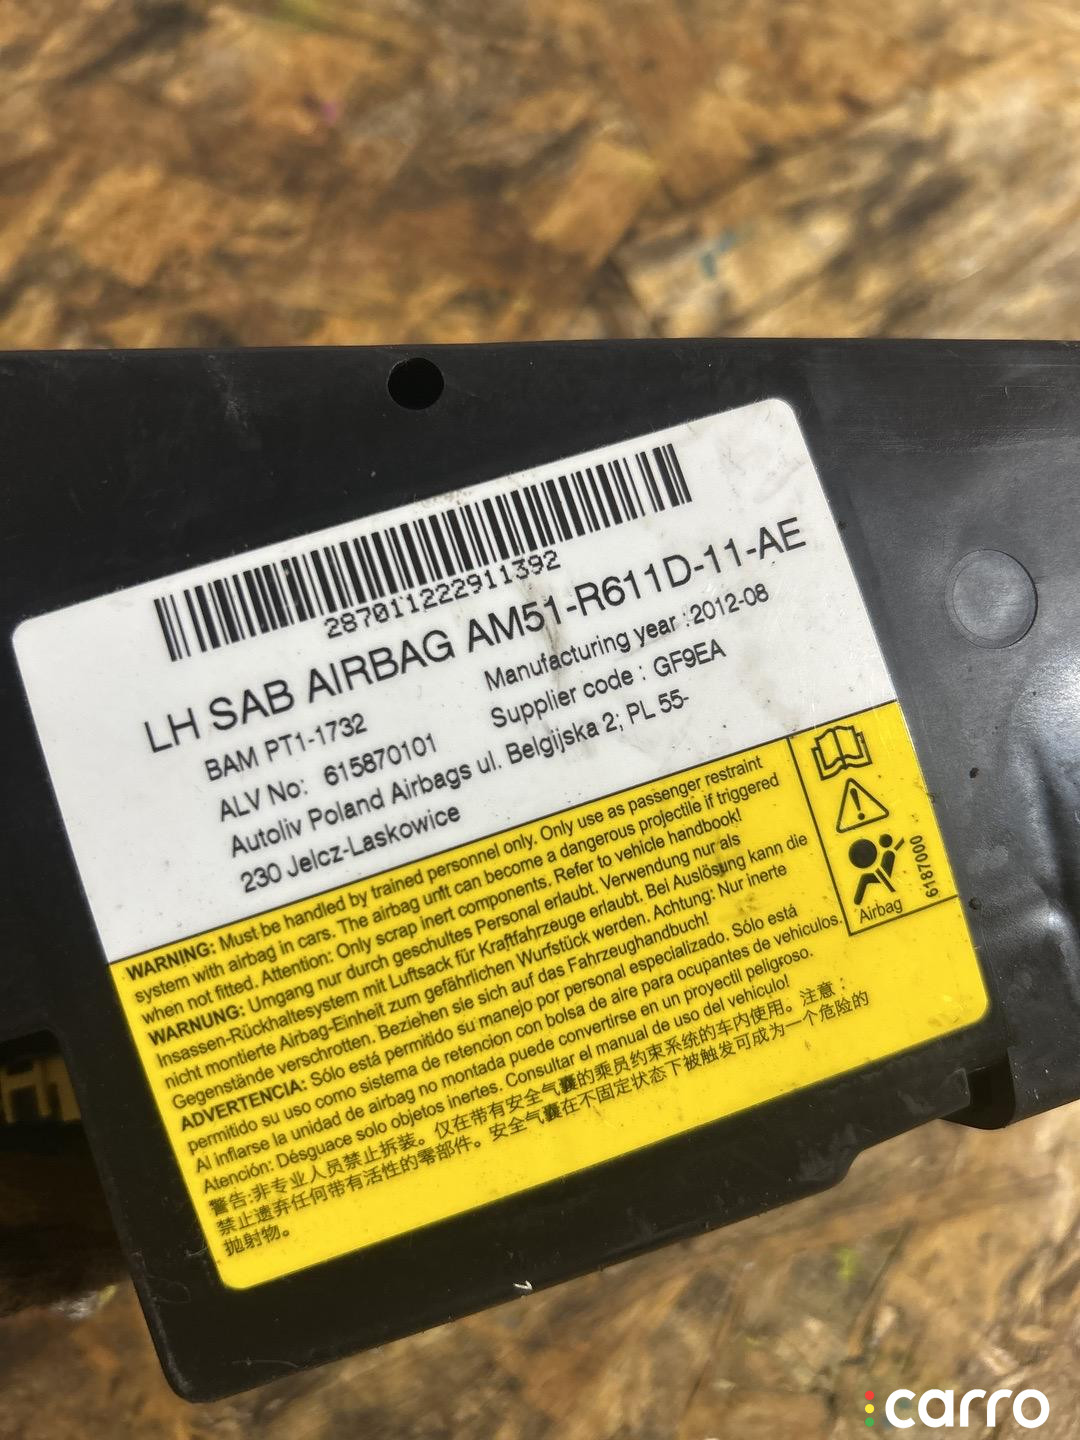 287011222911392
LH SAB AIRBAG AM51-R611D-11-AE
BAM PT1-1732
Manufacturing year : 2012-08
ALV No: 615870101
Supplier code : GF9EA
Autoliv Poland Airbags ul. Belgijska 2; PL 55-
230 Jelcz-Laskowice
WARNING: Must be handled by trained personnel only. Only use as passenger restraint
system with airbag in cars. The airbag unit can become a dangerous projectile if triggered
when not fitted. Attention: Only scrap inert components. Refer to vehicle handbook!
WARNUNG: Umgang nur durch geschultes Personal erlaubt. Verwendung nur als
Insassen-Rückhaltesystem mit Luftsack für Kraftfahrzeuge erlaubt. Bei Auslösung kann die
nicht montierte Airbag-Einheit zum gefährlichen Wurfstück werden. Achtung: Nur inerte
Gegenstände verschrotten. Beziehen sie sich auf das Fahrzeughandbuch!
ADVERTENCIA: Sólo está permitido su manejo por personal especializado. Sólo está
permitido su uso como sistema de retencion con bolsa de aire para ocupantes de vehiculos.
Al inflarse la unidad de airbag no montada puede convertirse en un proyectil peligroso.
Atención: Désguace solo objetos inertes. Consultar el manual de uso del vehiculo!
警告:非专业人员禁止拆装。仅在带有安全气囊的乘员约束系统的车内使用。注意：
禁止遗弃任何带有活性的零部件。安全气囊在不固定状态下被触发可成为一个危险的
抛射物。
Airbag
6187000
carro